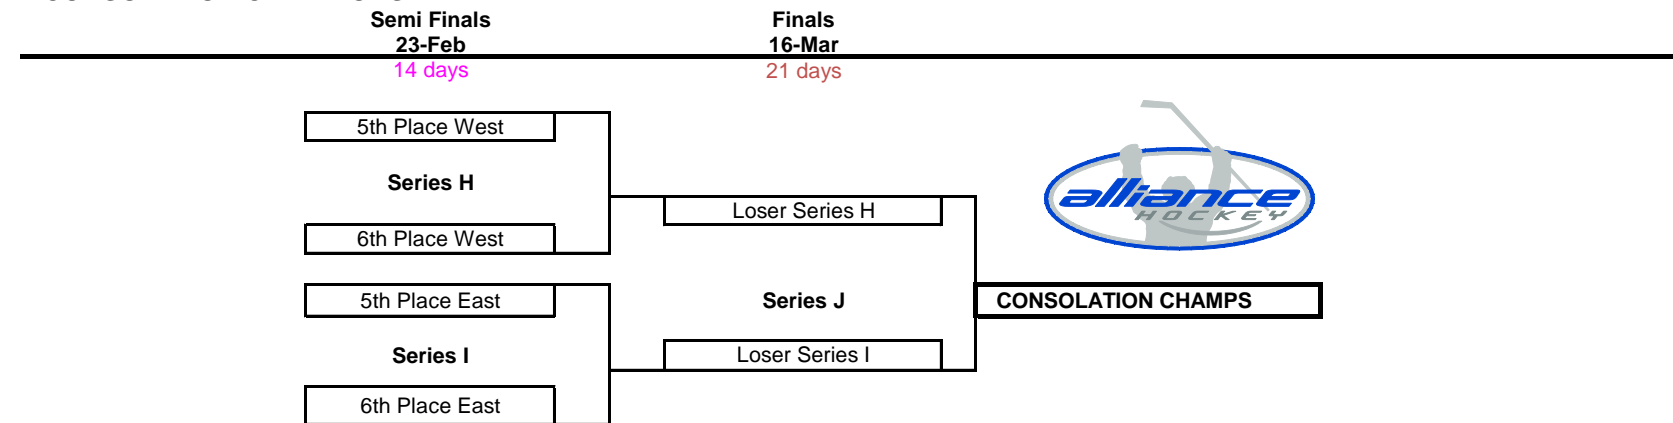 Semi Finals
Finals
23-Feb
16-Mar
14 days
21 days
5th Place West
Series H
Loser Series H
6th Place West
5th Place East
Series J
CONSOLATION CHAMPS
Series I
Loser Series I
6th Place East
alliance
HOCKEY